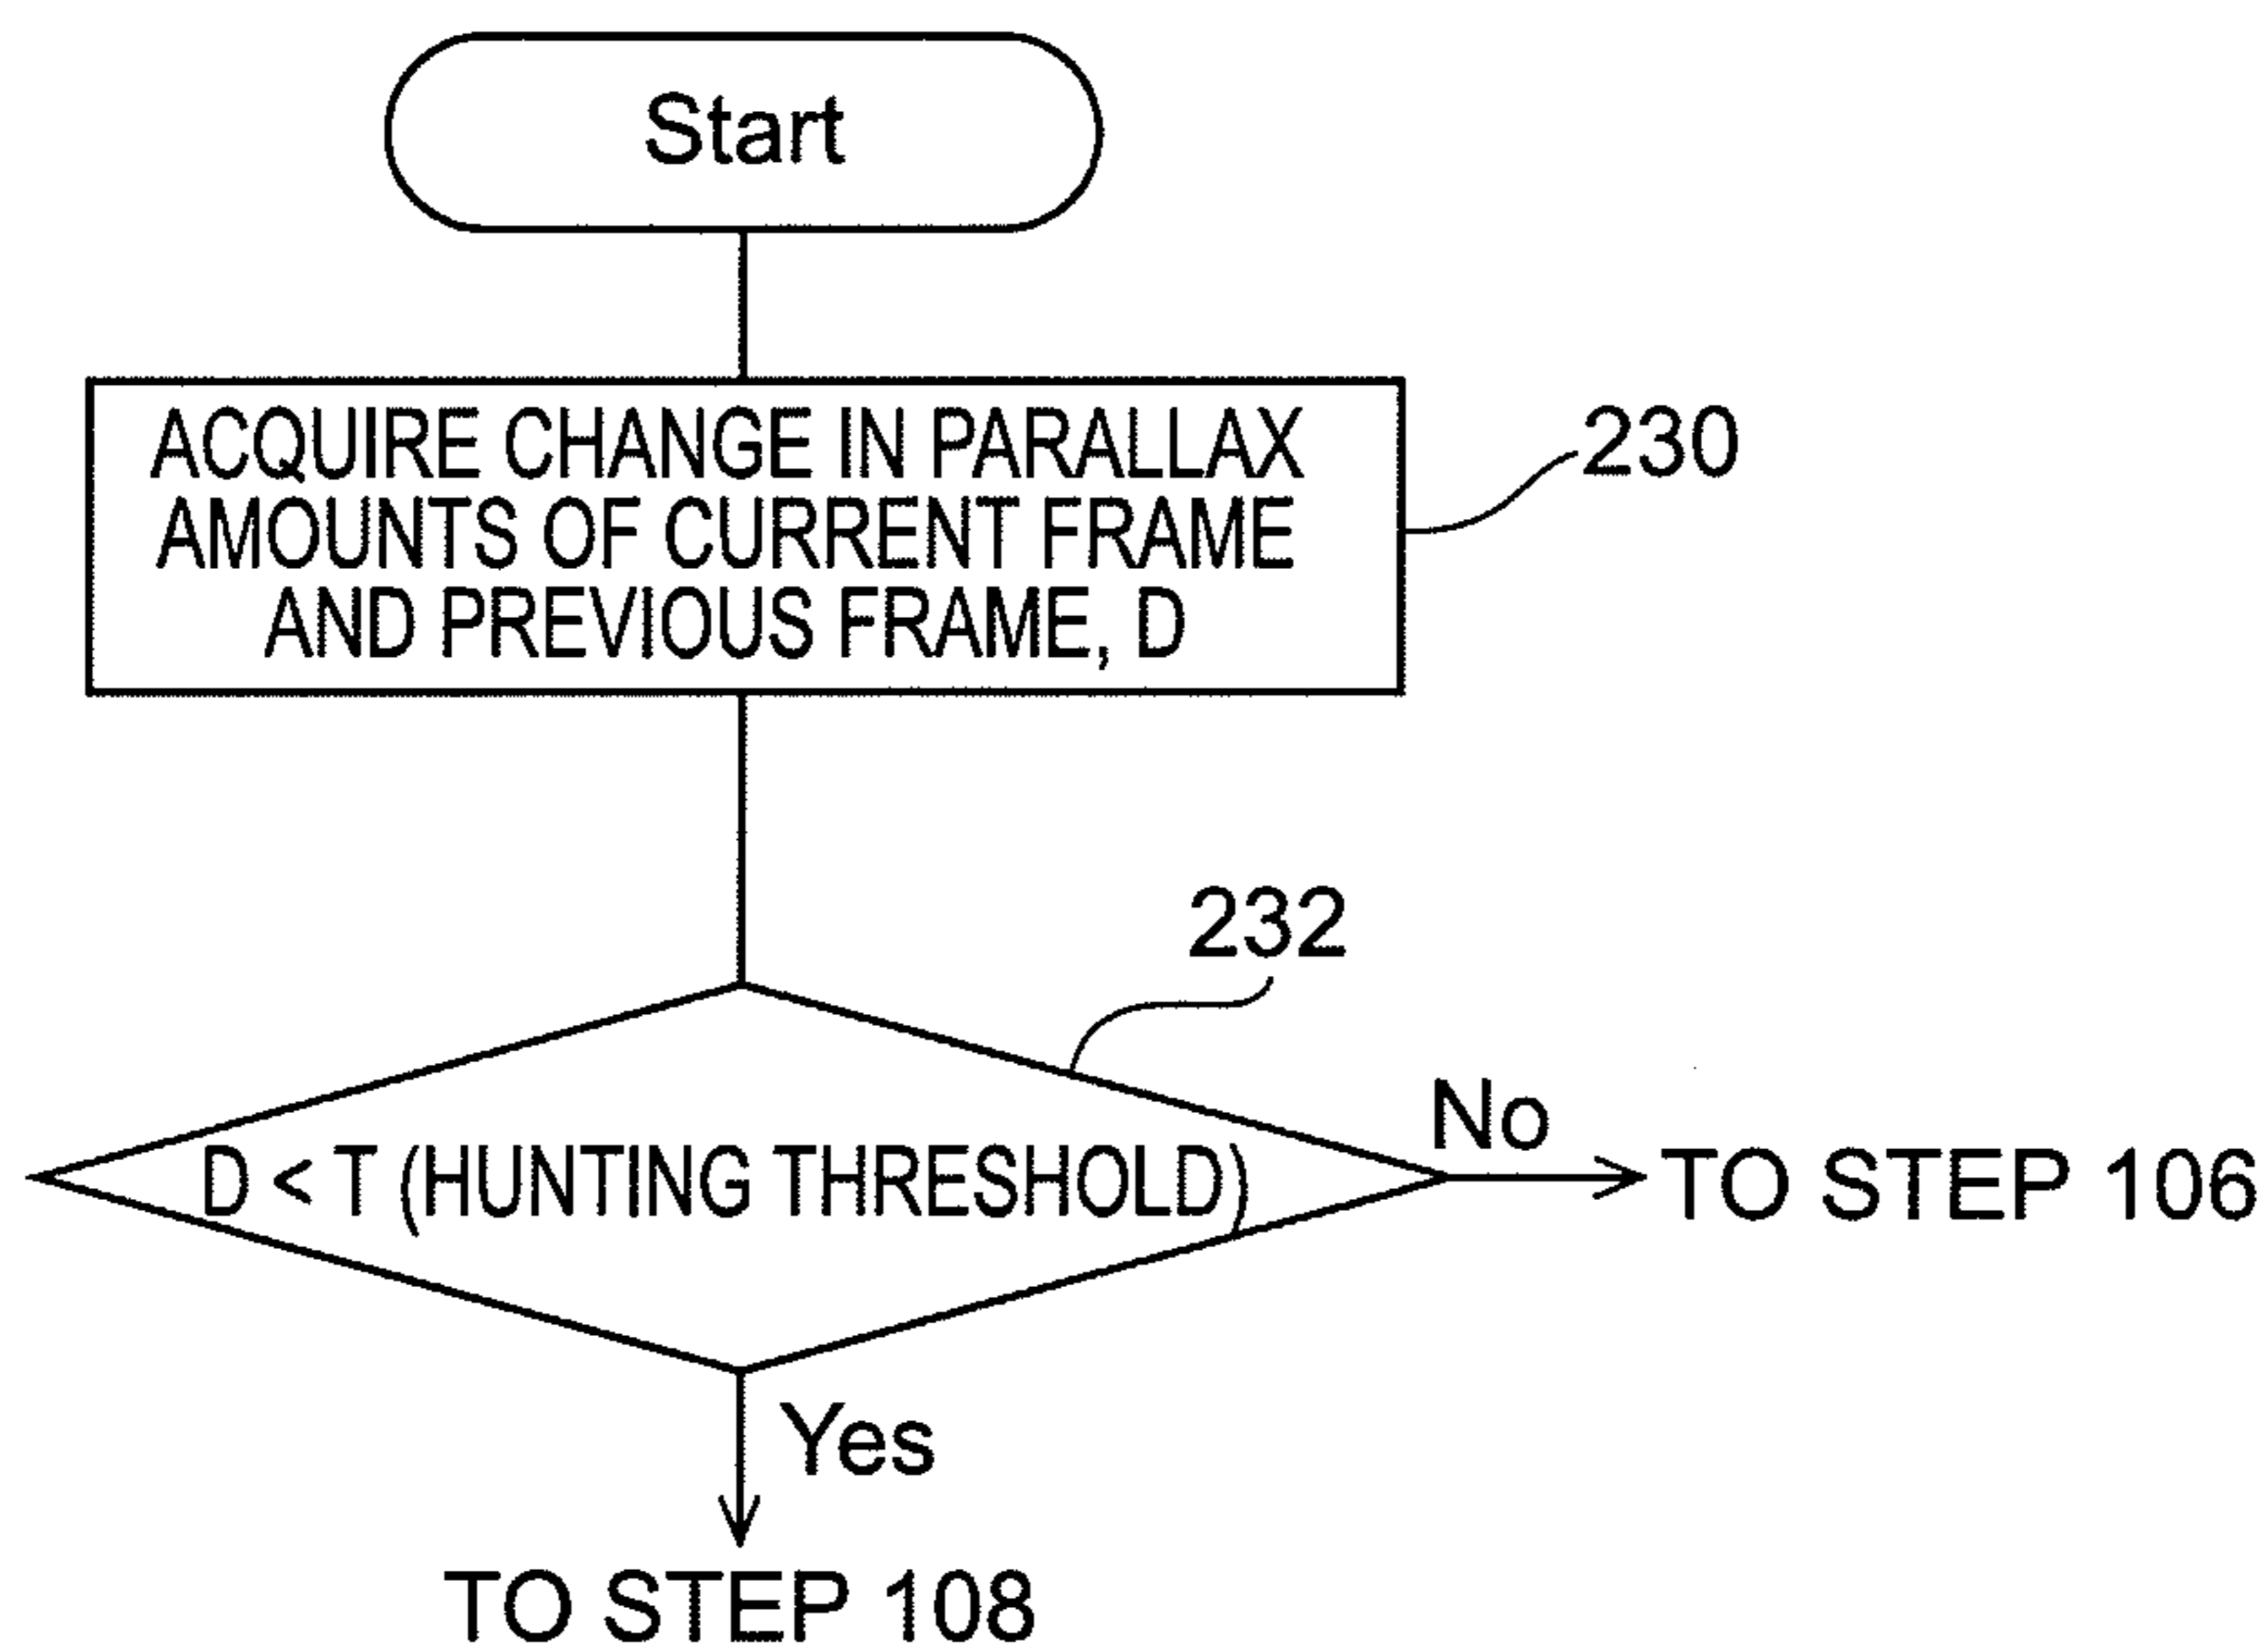 Start
ACQUIRE CHANGE IN PARALLAX
AMOUNTS OF CURRENT FRAME
AND PREVIOUS FRAME, D
230
232
D < T (HUNTING THRESHOLD)
No
TO STEP 106
Yes
TO STEP 108